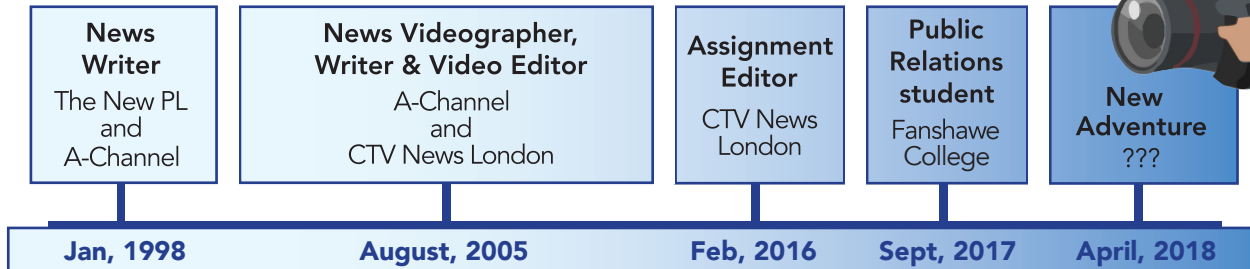 News
Writer
The New PL
and
A-Channel
News Videographer,
Writer & Video Editor
A-Channel
and
CTV News London
Assignment
Editor
CTV News
London
Public
Relations
student
Fanshawe
College
New
Adventure
???
Jan, 1998
August, 2005
Feb, 2016
Sept, 2017
April, 2018